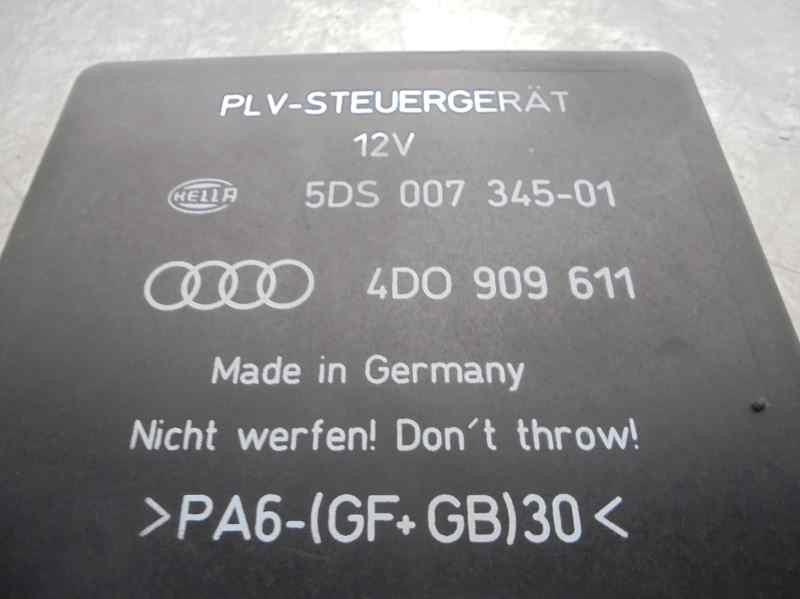 PLV-STEUERGERÄT
12V
HELLA 5DS 007 345-01
4D0 909 611
Made in Germany
Nicht werfen! Don't throw!
>PA6-(GF+GB)30<